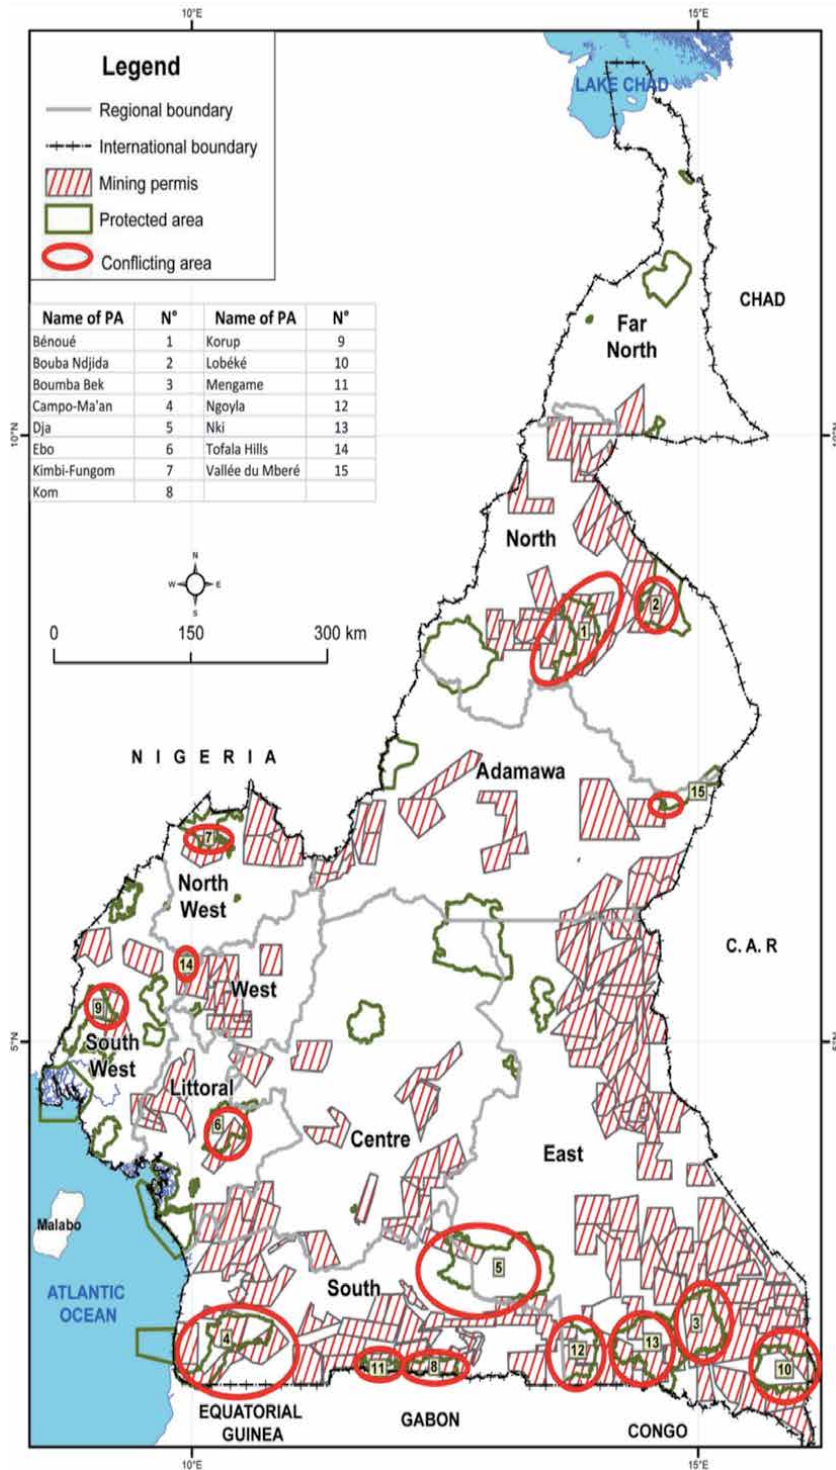 10°E 15°E
Legend
Regional boundary
International boundary
Mining permis
Protected area
Conflicting area
LAKE CHAD
CHAD
Far
North
Name of PA N° Name of PA N°
Bénoué 1 Korup 9
Bouba Ndjida 2 Lobéké 10
Boumba Bek 3 Mengame 11
Campo-Ma'an 4 Ngoyla 12
Dja 5 Nki 13
Ebo 6 Tofala Hills 14
Kimbi-Fungom 7 Vallée du Mberé 15
Kom 8
North
N
W E
S
0 150 300 km
2
1
NIGERIA
Adamawa
15
7
North
West
C.A.R
14
West
9
South
West
Littoral
6
Centre
East
Malabo
5
South
ATLANTIC
OCEAN
4
3
12
13
11
8
10
EQUATORIAL
GUINEA
GABON
CONGO
10°E 15°E